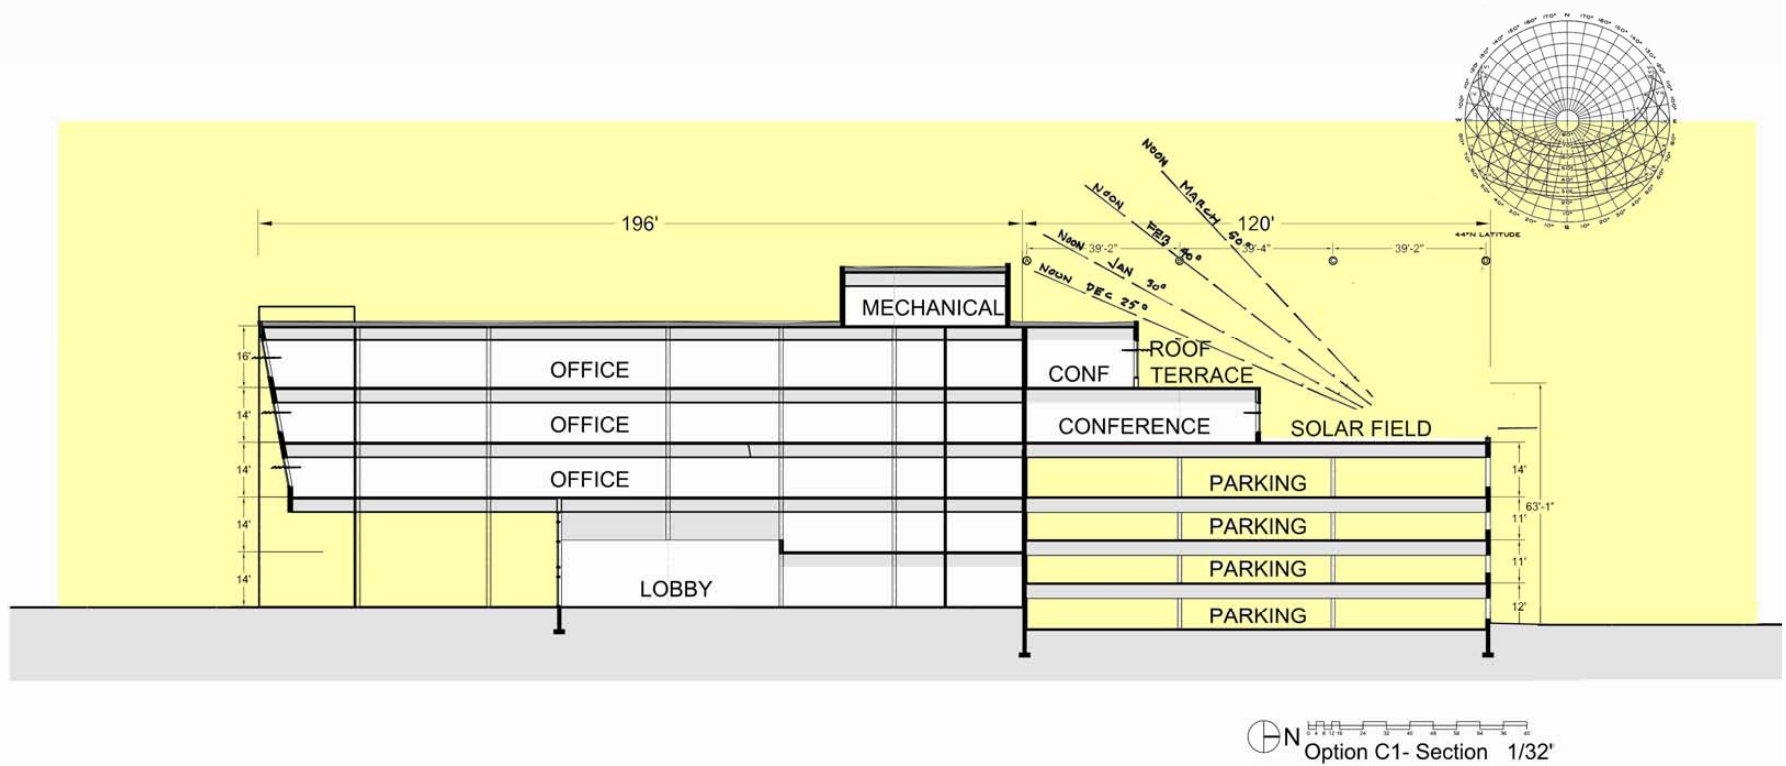 44°N LATITUDE
196'
120'
39'-2"
39'-4"
39'-2"
NOON MARCH 50°
NOON FEB 40°
NOON JAN 30°
NOON DEC 25°
MECHANICAL
16'
OFFICE
CONF
ROOF
TERRACE
14'
OFFICE
CONFERENCE
SOLAR FIELD
14'
OFFICE
PARKING
14'
63'-1"
14'
PARKING
11'
PARKING
11'
14'
LOBBY
PARKING
12'
N
Option C1- Section 1/32'